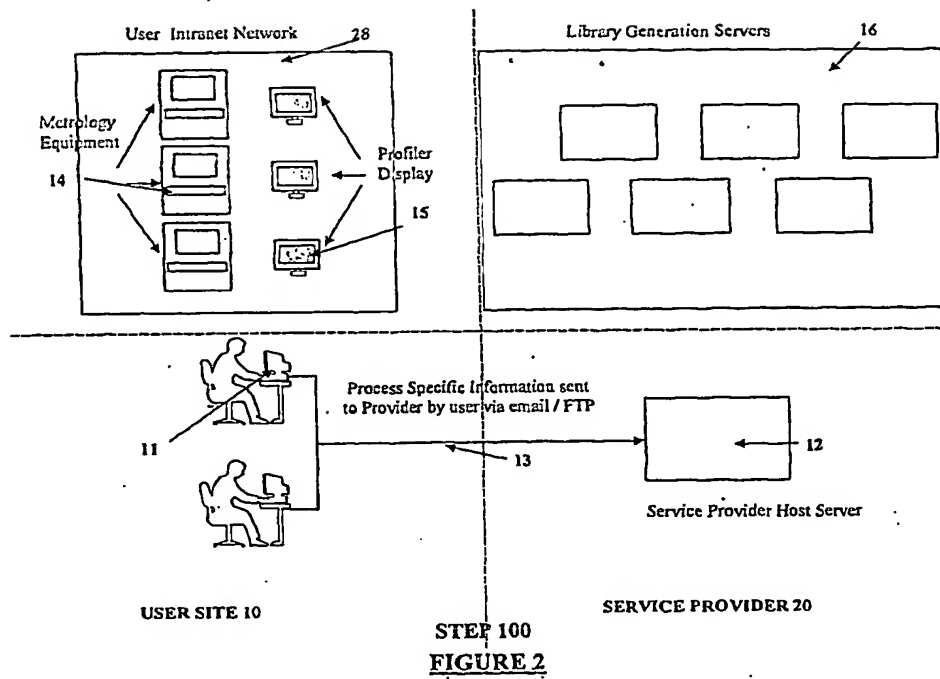 User Intranet Network
28
Library Generation Servers
16
Metrology
Equipment
14
Profiler
Display
15
Process Specific Information sent
to Provider by user via email / FTP
11
13
12
Service Provider Host Server
USER SITE 10
SERVICE PROVIDER 20
STEP 100
FIGURE 2